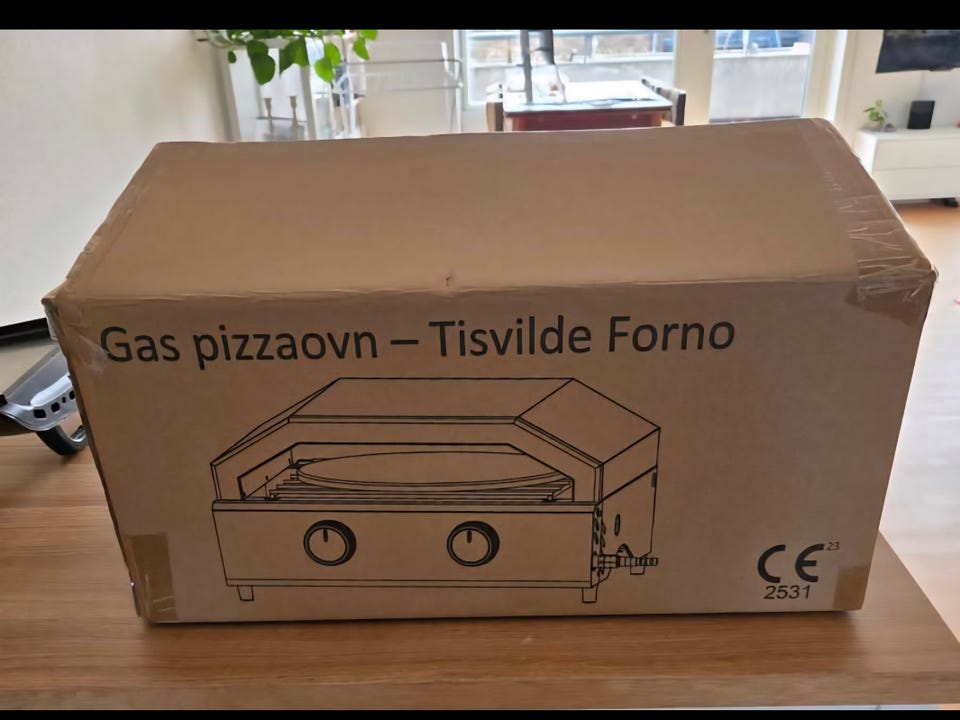 Gas pizzaovn – Tisvilde Forno
CE 23
2531